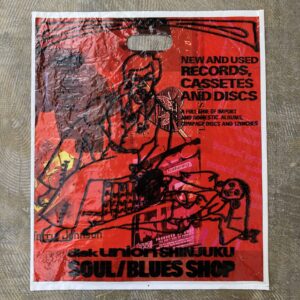 NEW AND USED
RECORDS,
CASSETES
AND DISCS
A FULL LINE OF IMPORT
AND DOMESTIC ALBUMS,
COMPACT DISCS AND 12INCHES
Johnson
disk union SHINJUKU
SOUL/BLUES SHOP